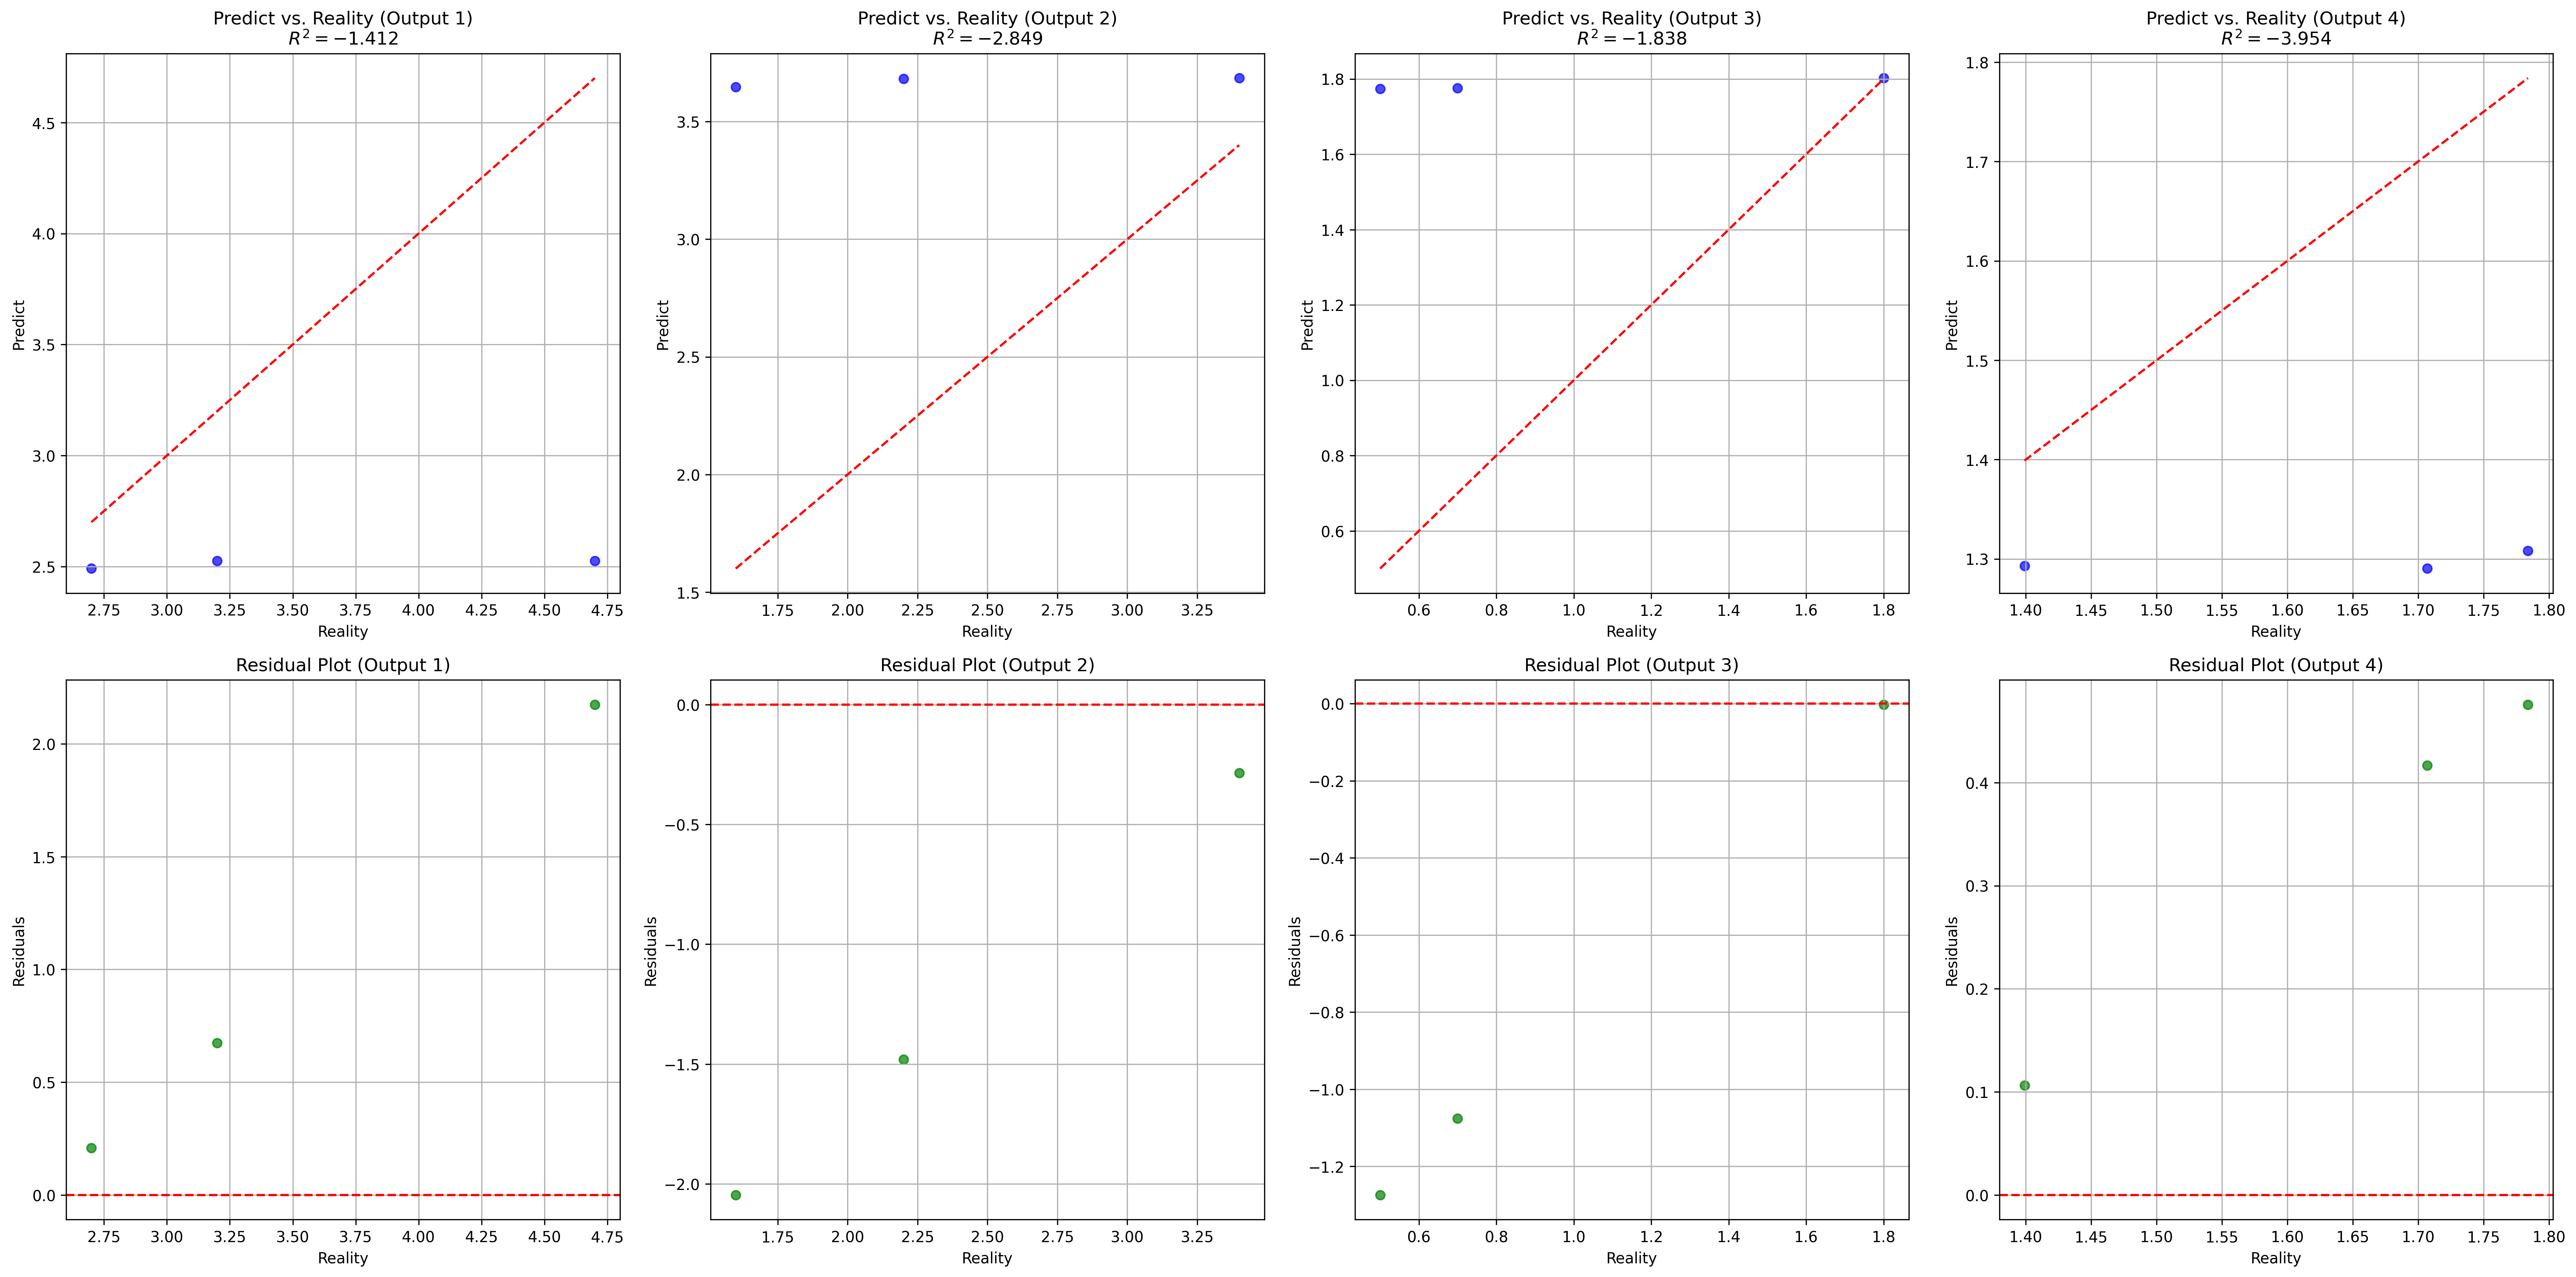 Predict vs. Reality (Output 1)
R² = −1.412
Predict
4.5
4.0
3.5
3.0
2.5
2.75 3.00 3.25 3.50 3.75 4.00 4.25 4.50 4.75
Reality
Predict vs. Reality (Output 2)
R² = −2.849
Predict
3.5
3.0
2.5
2.0
1.5
1.75 2.00 2.25 2.50 2.75 3.00 3.25
Reality
Predict vs. Reality (Output 3)
R² = −1.838
Predict
1.8
1.6
1.4
1.2
1.0
0.8
0.6
0.6 0.8 1.0 1.2 1.4 1.6 1.8
Reality
Predict vs. Reality (Output 4)
R² = −3.954
Predict
1.8
1.7
1.6
1.5
1.4
1.3
1.40 1.45 1.50 1.55 1.60 1.65 1.70 1.75 1.80
Reality
Residual Plot (Output 1)
Residuals
2.0
1.5
1.0
0.5
0.0
2.75 3.00 3.25 3.50 3.75 4.00 4.25 4.50 4.75
Reality
Residual Plot (Output 2)
Residuals
0.0
−0.5
−1.0
−1.5
−2.0
1.75 2.00 2.25 2.50 2.75 3.00 3.25
Reality
Residual Plot (Output 3)
Residuals
0.0
−0.2
−0.4
−0.6
−0.8
−1.0
−1.2
0.6 0.8 1.0 1.2 1.4 1.6 1.8
Reality
Residual Plot (Output 4)
Residuals
0.4
0.3
0.2
0.1
0.0
1.40 1.45 1.50 1.55 1.60 1.65 1.70 1.75 1.80
Reality